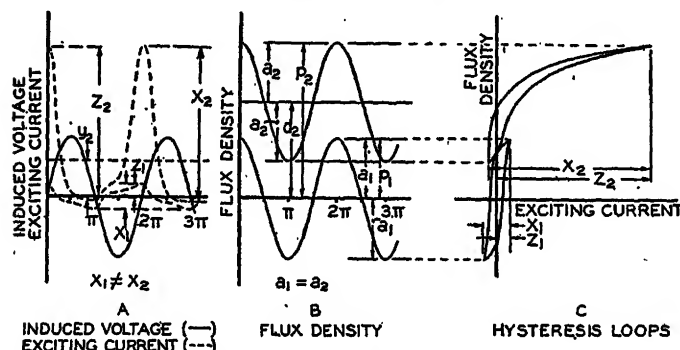 INDUCED VOLTAGE
EXCITING CURRENT
Z₂
X₂
u₂
Z₁
X₁
π
2π
3π
X₁ ≠ X₂
A
INDUCED VOLTAGE (—)
EXCITING CURRENT (---)
FLUX DENSITY
a₂
p₂
a₂
d₂
a₁
p₁
a₁
π
2π
3π
a₁ = a₂
B
FLUX DENSITY
FLUX
DENSITY
X₂
Z₂
EXCITING CURRENT
X₁
Z₁
C
HYSTERESIS LOOPS